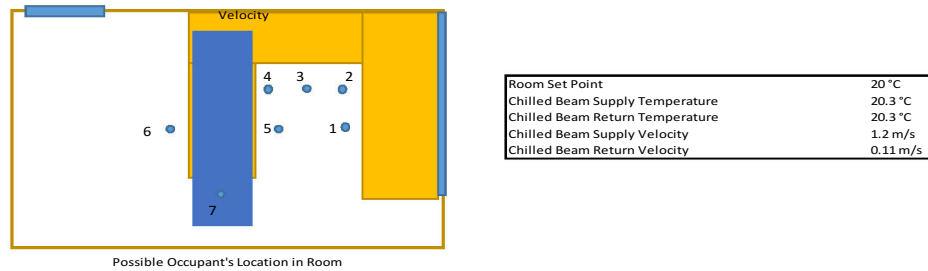 Velocity
4 3 2
6 5 1
7
Possible Occupant's Location in Room
Room Set Point 20 °C
Chilled Beam Supply Temperature 20.3 °C
Chilled Beam Return Temperature 20.3 °C
Chilled Beam Supply Velocity 1.2 m/s
Chilled Beam Return Velocity 0.11 m/s